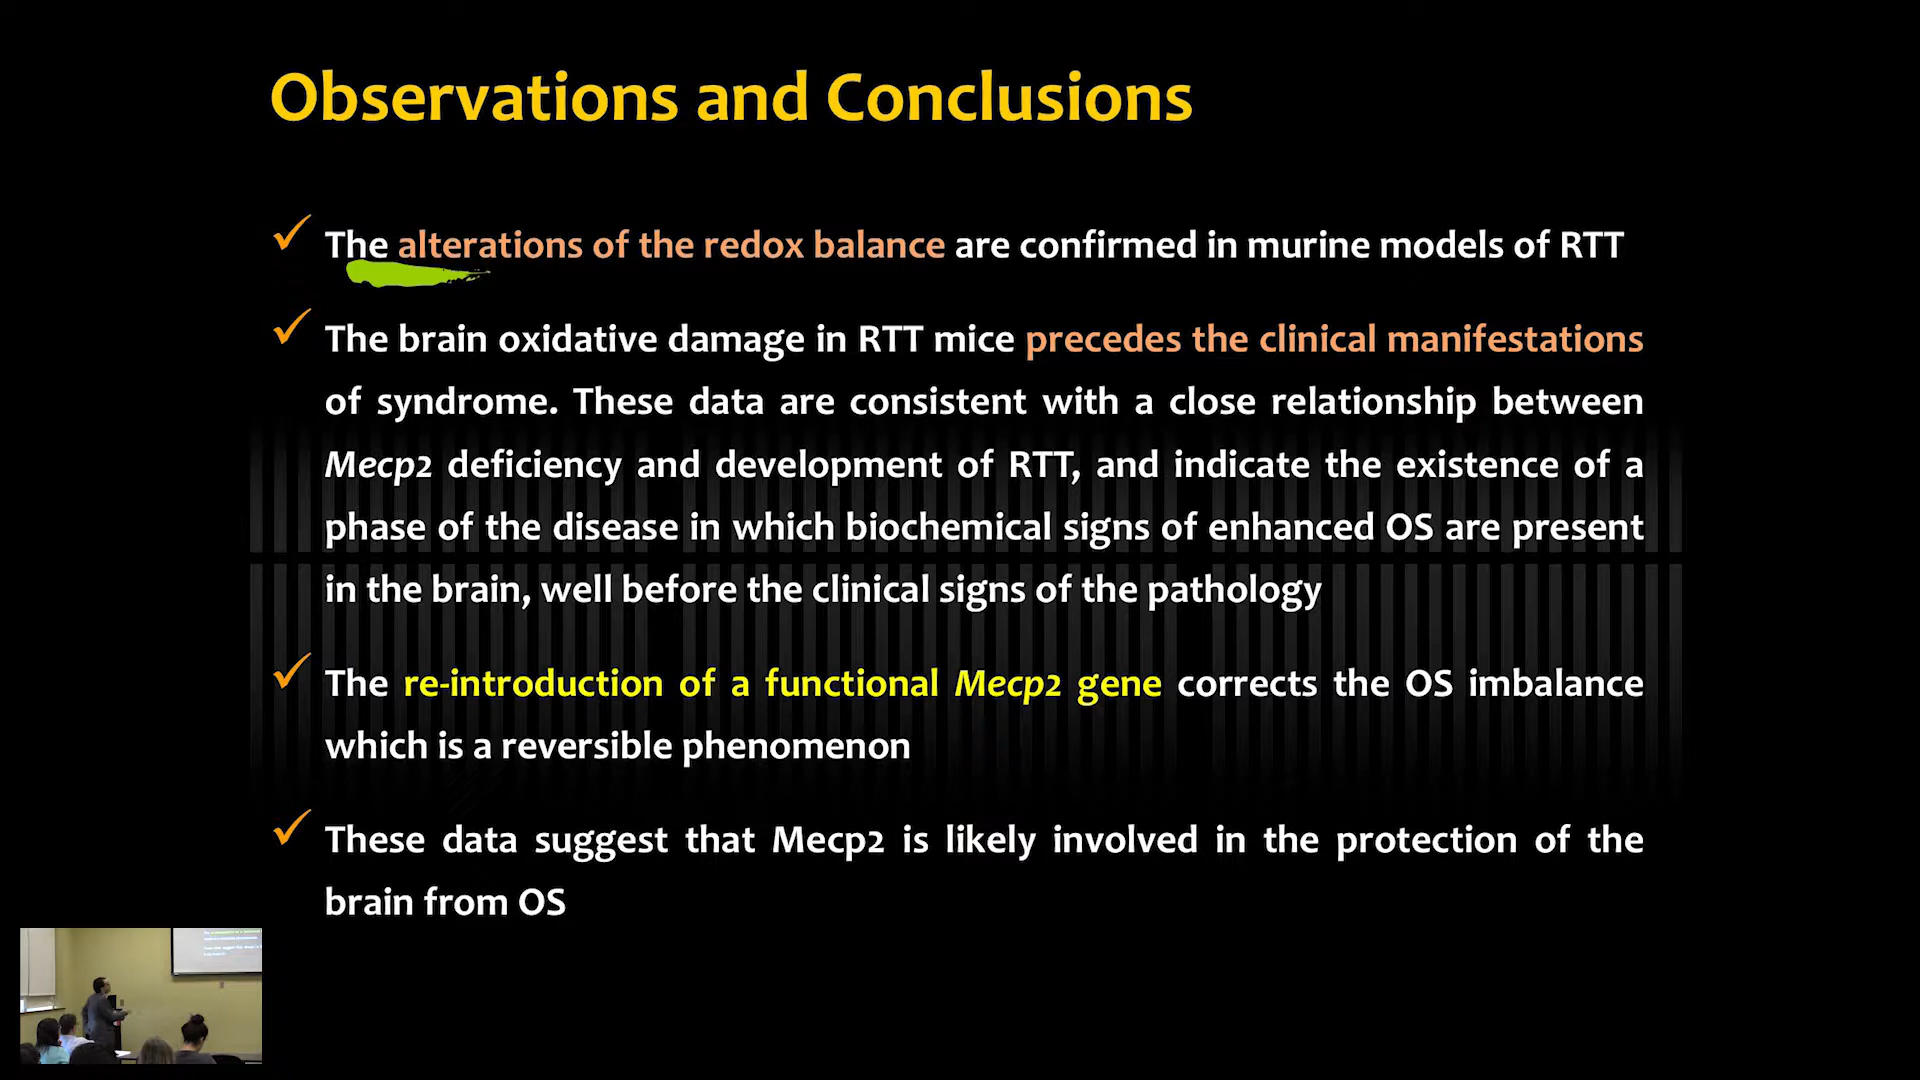 Observations and Conclusions
The alterations of the redox balance are confirmed in murine models of RTT
The brain oxidative damage in RTT mice precedes the clinical manifestations
of syndrome. These data are consistent with a close relationship between
Mecp2 deficiency and development of RTT, and indicate the existence of a
phase of the disease in which biochemical signs of enhanced OS are present
in the brain, well before the clinical signs of the pathology
The re-introduction of a functional Mecp2 gene corrects the OS imbalance
which is a reversible phenomenon
These data suggest that Mecp2 is likely involved in the protection of the
brain from OS